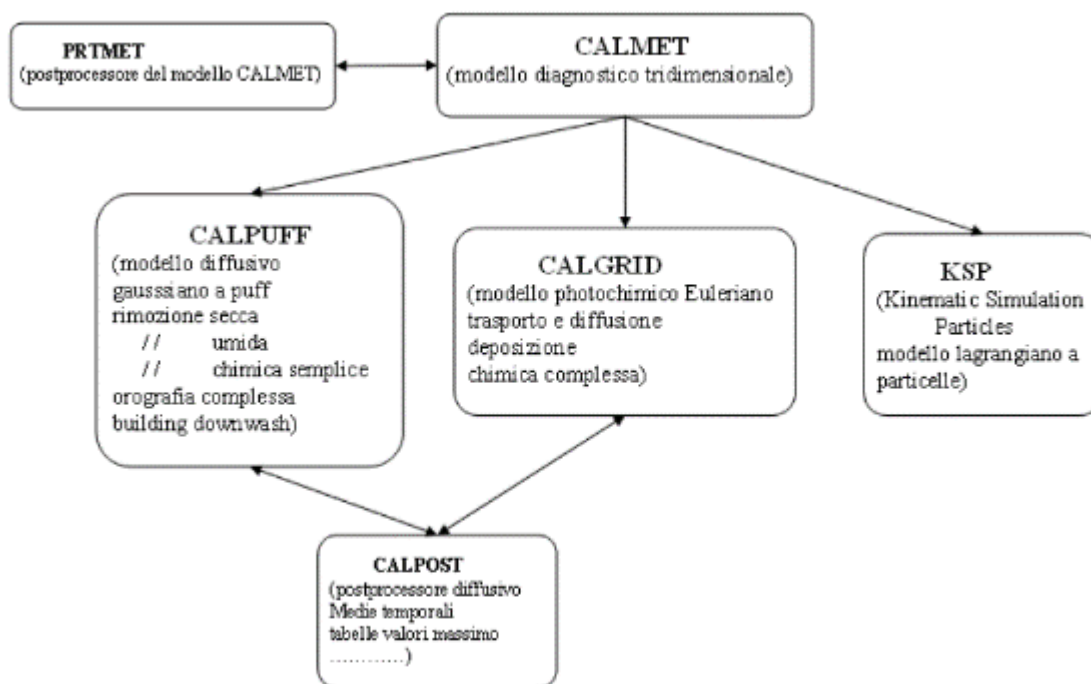 PRTMET
(postprocessore del modello CALMET)
CALMET
(modello diagnostico tridimensionale)
CALPUFF
(modello diffusivo
gausssiano a puff
rimozione secca
// umida
// chimica semplice
orografia complessa
building downwash)
CALGRID
(modello photochimico Euleriano
trasporto e diffusione
deposizione
chimica complessa)
KSP
(Kinematic Simulation
Particles
modello lagrangiano a
particelle)
CALPOST
(postprocessore diffusivo
Medie temporali
tabelle valori massimo
............)